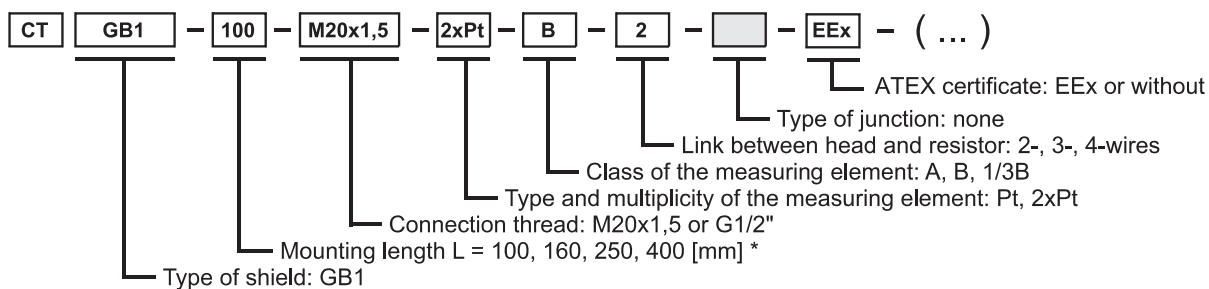 CT GB1 – 100 – M20x1,5 – 2xPt – B – 2 – – EEx – (...)
ATEX certificate: EEx or without
Type of junction: none
Link between head and resistor: 2-, 3-, 4-wires
Class of the measuring element: A, B, 1/3B
Type and multiplicity of the measuring element: Pt, 2xPt
Connection thread: M20x1,5 or G1/2"
Mounting length L = 100, 160, 250, 400 [mm] *
Type of shield: GB1